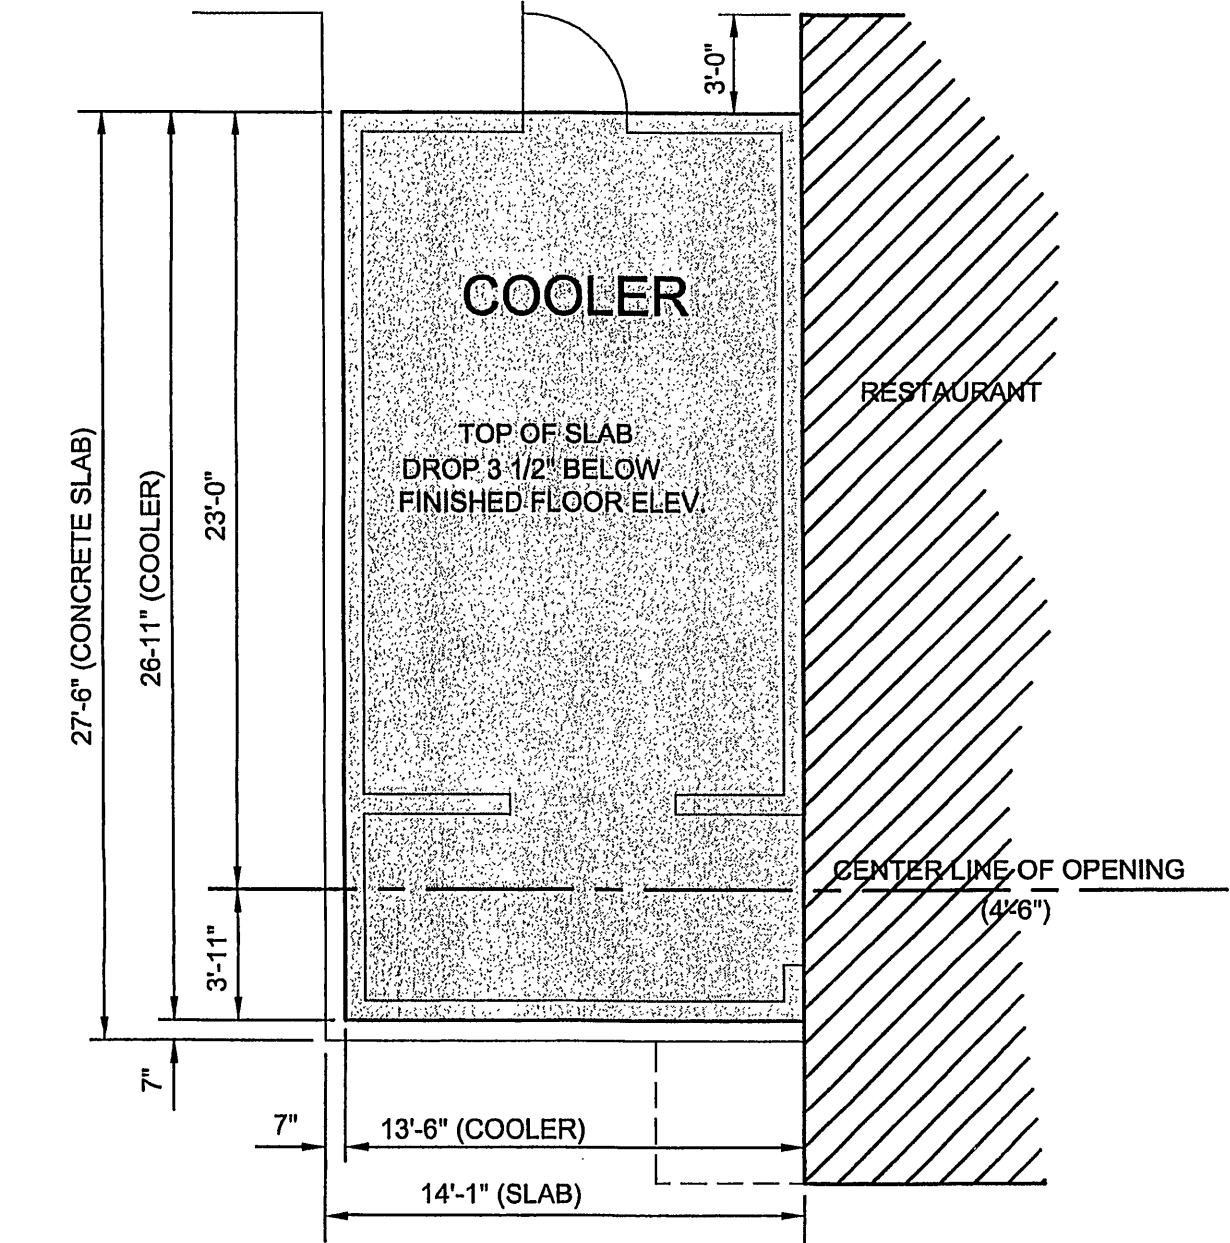 3'-0"
COOLER
RESTAURANT
TOP OF SLAB
DROP 3 1/2" BELOW
FINISHED FLOOR ELEV.
27'-6" (CONCRETE SLAB)
26-11" (COOLER)
23'-0"
CENTER LINE OF OPENING
(4'-6")
3'-11"
7"
7"
13'-6" (COOLER)
14'-1" (SLAB)